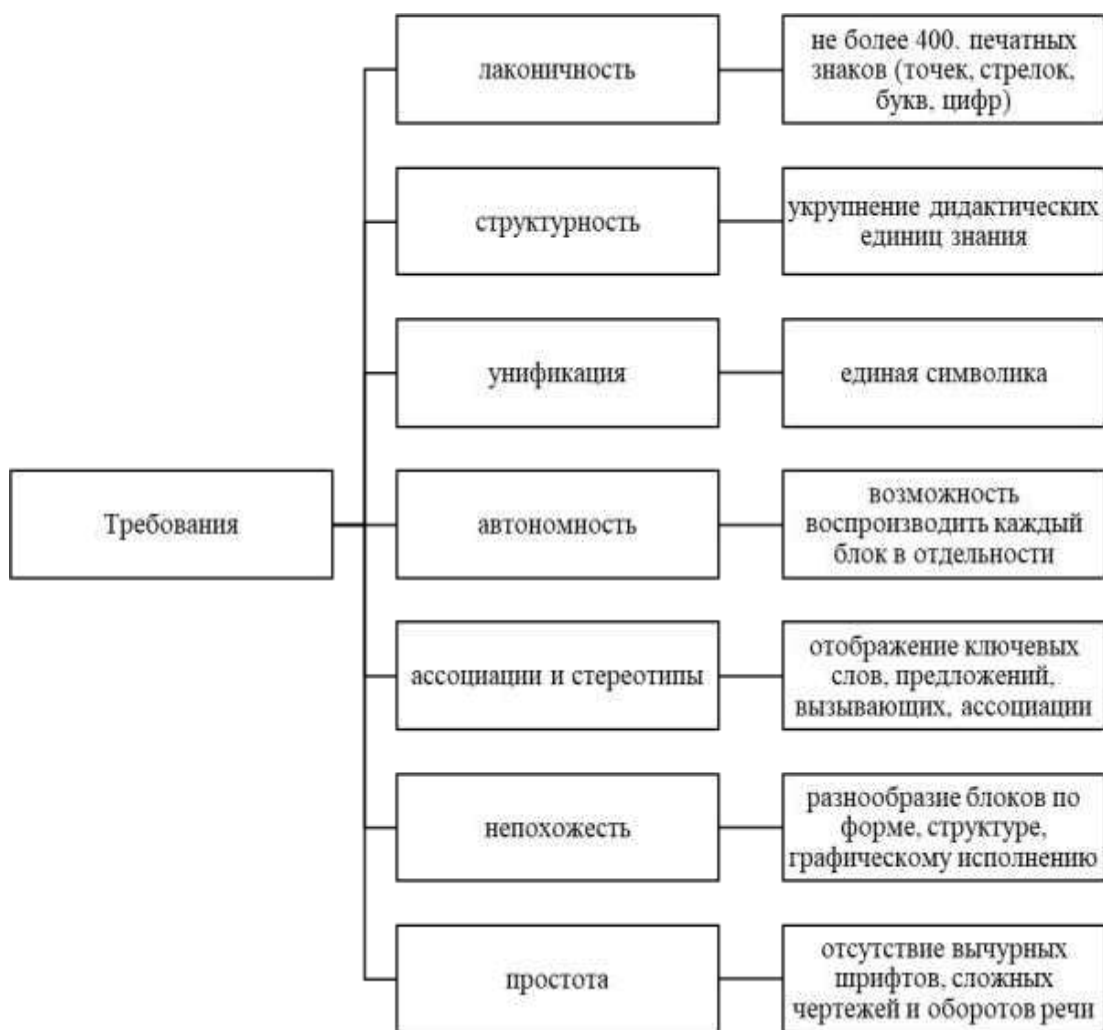 лаконичность
не более 400. печатных
знаков (точек, стрелок,
букв, цифр)
структурность
укрупнение дидактических
единиц знания
унификация
единая символика
Требования
автономность
возможность
воспроизводить каждый
блок в отдельности
ассоциации и стереотипы
отображение ключевых
слов, предложений,
вызывающих, ассоциации
непохожесть
разнообразие блоков по
форме, структуре,
графическому исполнению
простота
отсутствие вычурных
шрифтов, сложных
чертежей и оборотов речи